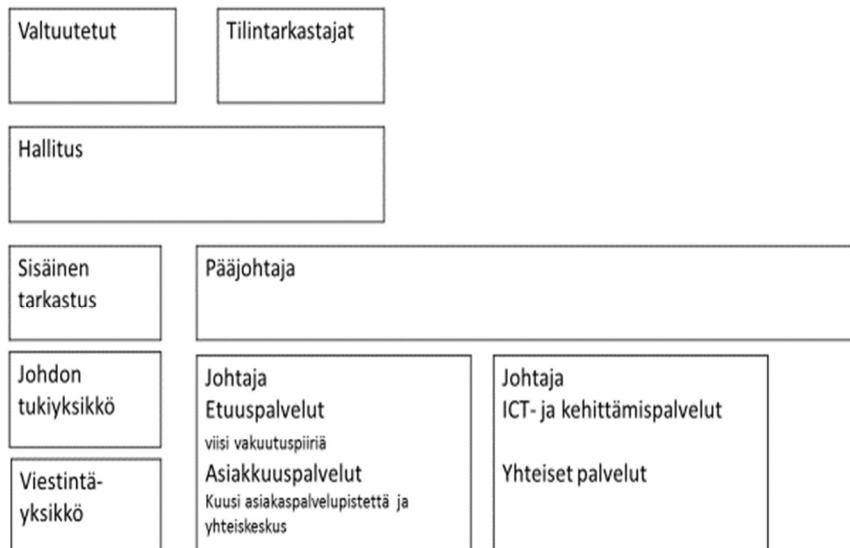 Valtuutetut
Tilintarkastajat
Hallitus
Sisäinen
tarkastus
Pääjohtaja
Johdon
tukiyksikkö
Viestintä-
yksikkö
Johtaja
Etuuspalvelut
viisi vakuutuspiiriä
Asiakkuuspalvelut
Kuusi asiakaspalvelupistettä ja
yhteiskeskus
Johtaja
ICT- ja kehittämispalvelut
Yhteiset palvelut